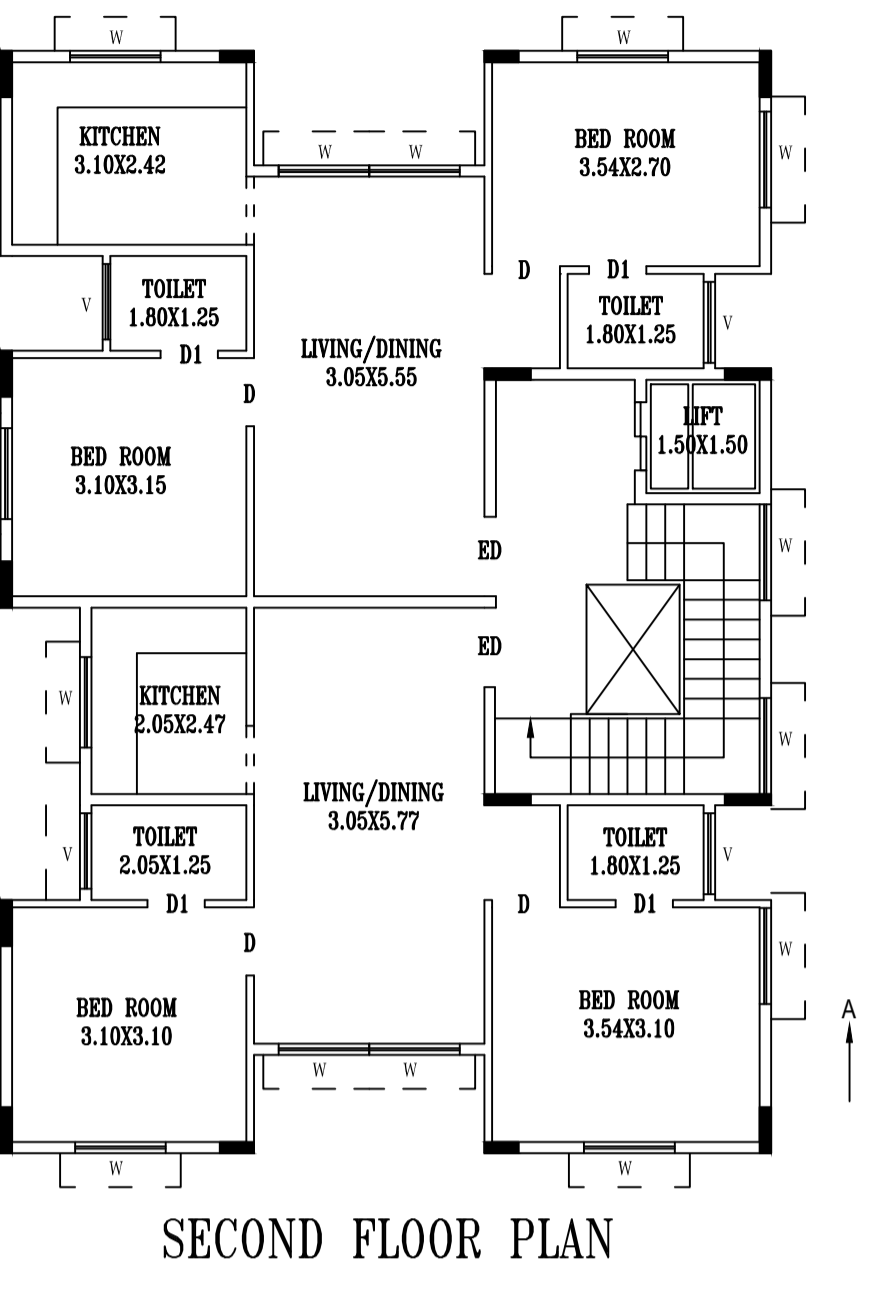 W
W
KITCHEN
3.10X2.42
W
W
BED ROOM
3.54X2.70
W
D
D1
TOILET
1.80X1.25
V
TOILET
1.80X1.25
V
D1
LIVING/DINING
3.05X5.55
D
LIFT
1.50X1.50
BED ROOM
3.10X3.15
ED
W
ED
W
KITCHEN
2.05X2.47
W
LIVING/DINING
3.05X5.77
TOILET
2.05X1.25
V
TOILET
1.80X1.25
V
D1
D
D1
D
W
BED ROOM
3.10X3.10
BED ROOM
3.54X3.10
A
W
W
W
W
SECOND FLOOR PLAN